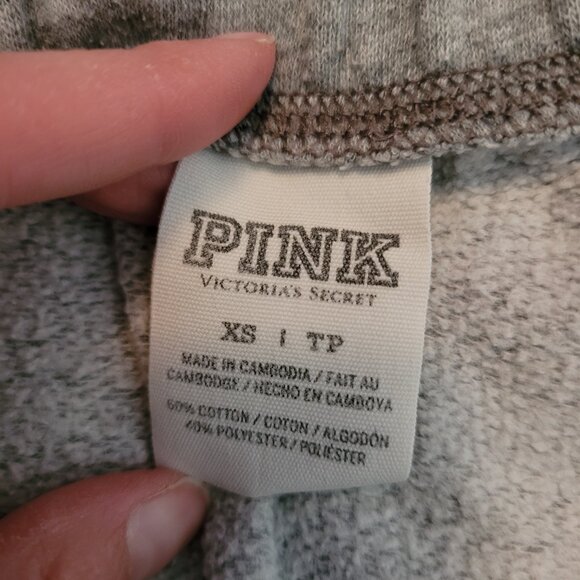 PINK
VICTORIA'S SECRET
XS | TP
MADE IN CAMBODIA / FAIT AU
CAMBODGE / HECHO EN CAMBOYA
60% COTTON / COTON / ALGODÓN
40% POLYESTER / POLIÉSTER